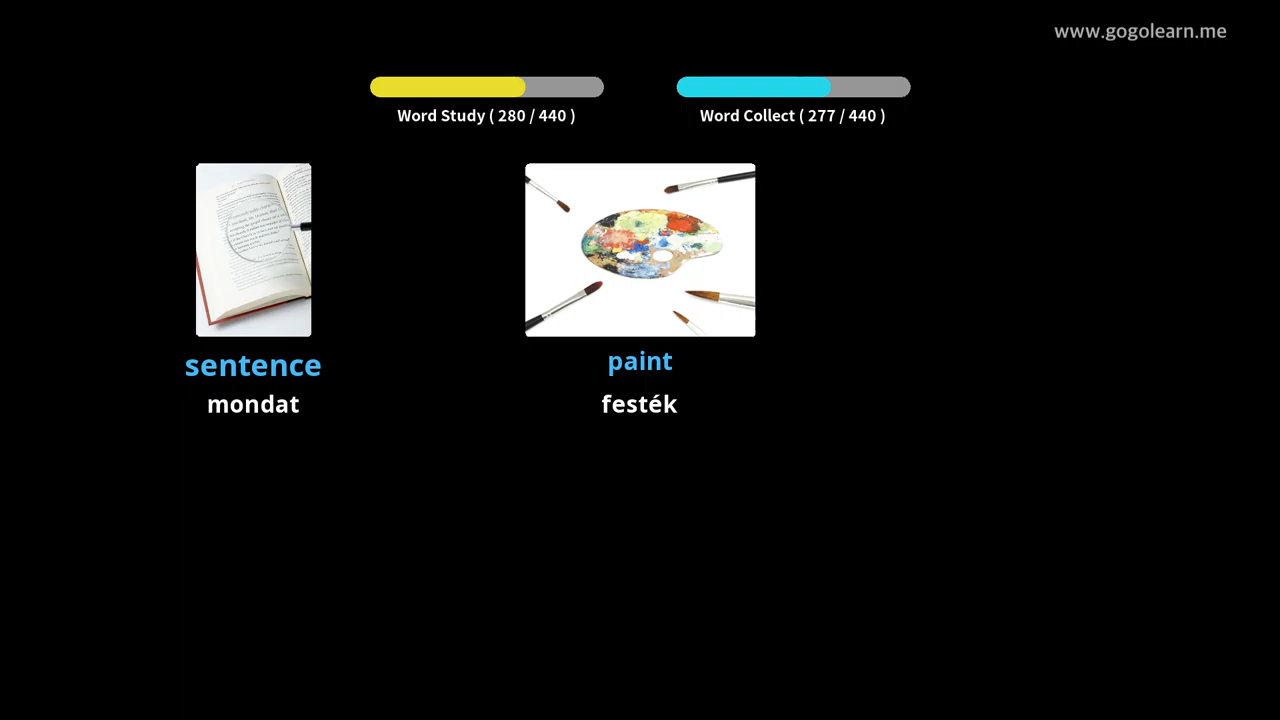 www.gogolearn.me
Word Study ( 280 / 440 )
Word Collect ( 277 / 440 )
sentence
mondat
paint
festék